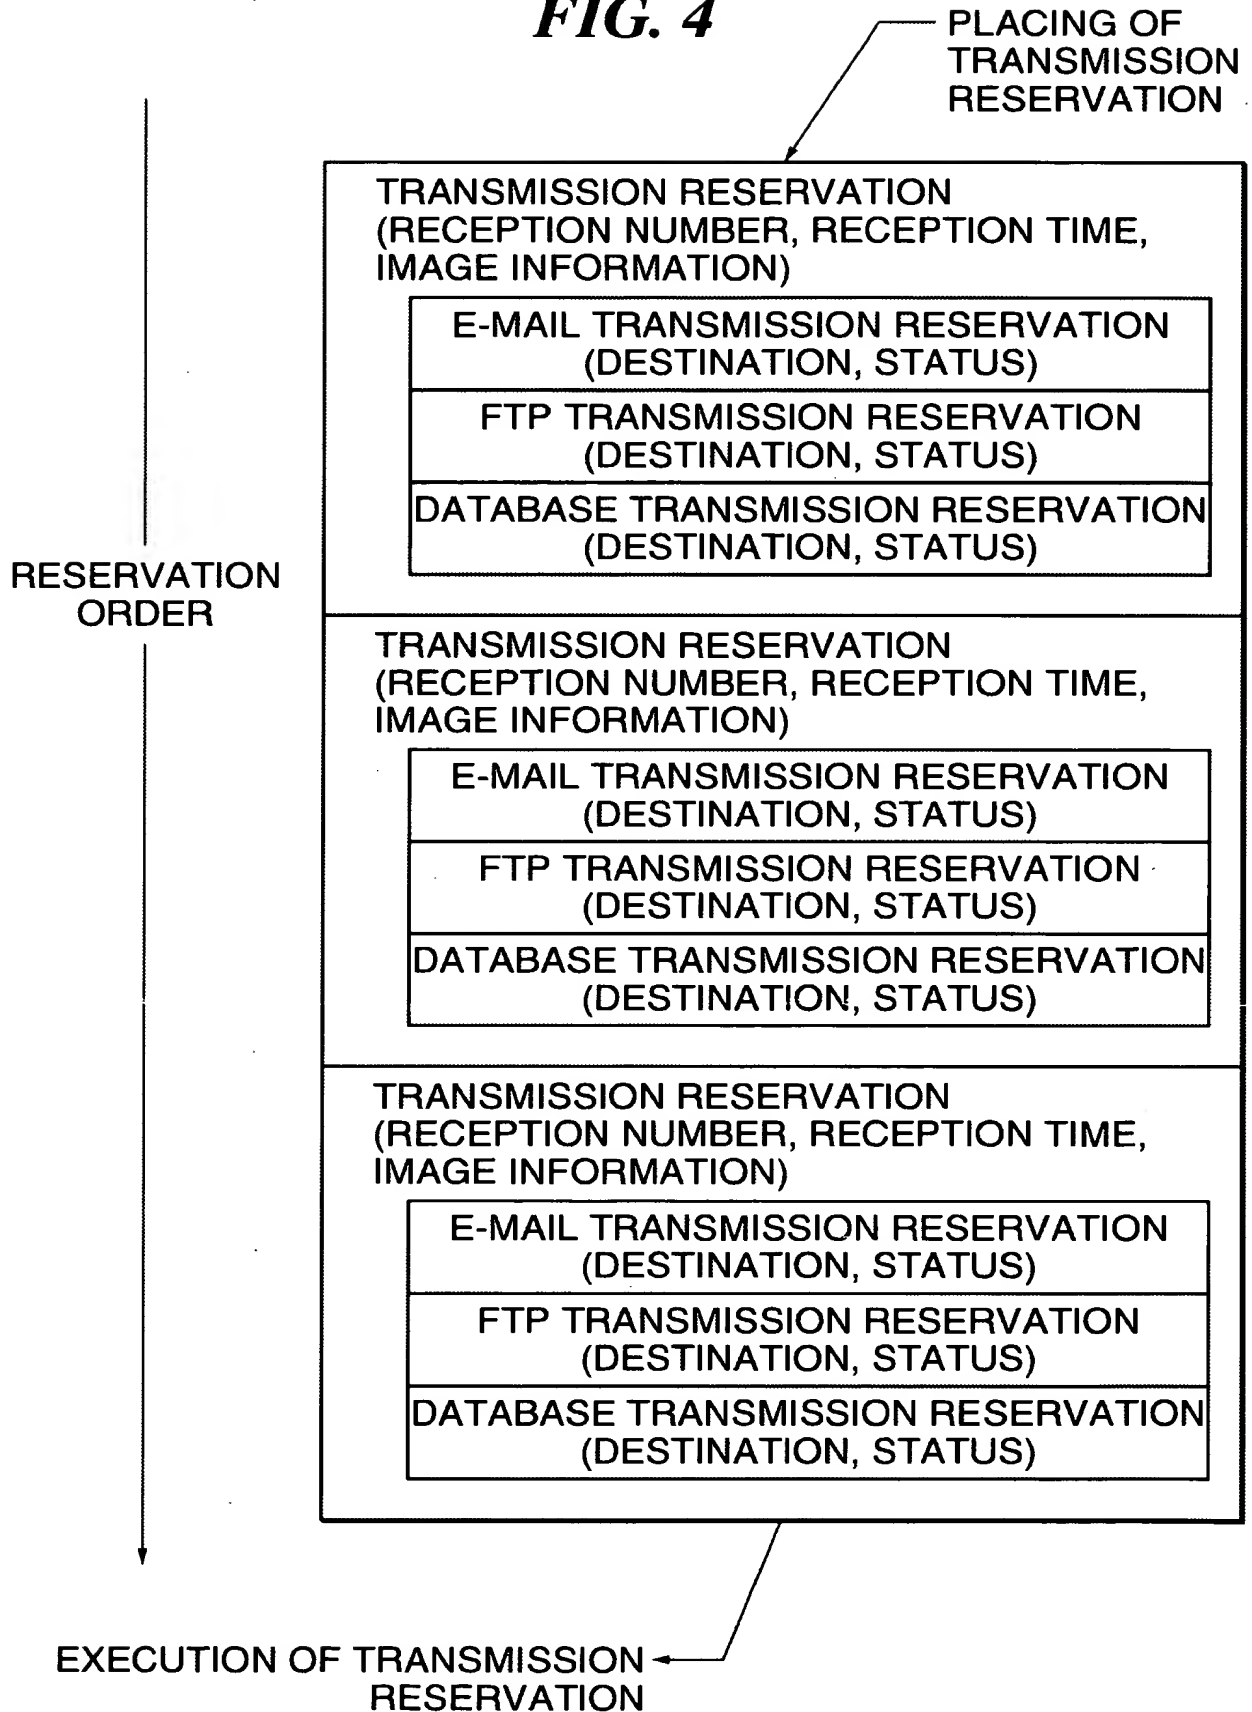 FIG. 4
PLACING OF
TRANSMISSION
RESERVATION
TRANSMISSION RESERVATION
(RECEPTION NUMBER, RECEPTION TIME,
IMAGE INFORMATION)
E-MAIL TRANSMISSION RESERVATION
(DESTINATION, STATUS)
FTP TRANSMISSION RESERVATION
(DESTINATION, STATUS)
DATABASE TRANSMISSION RESERVATION
(DESTINATION, STATUS)
RESERVATION
ORDER
TRANSMISSION RESERVATION
(RECEPTION NUMBER, RECEPTION TIME,
IMAGE INFORMATION)
E-MAIL TRANSMISSION RESERVATION
(DESTINATION, STATUS)
FTP TRANSMISSION RESERVATION
(DESTINATION, STATUS)
DATABASE TRANSMISSION RESERVATION
(DESTINATION, STATUS)
TRANSMISSION RESERVATION
(RECEPTION NUMBER, RECEPTION TIME,
IMAGE INFORMATION)
E-MAIL TRANSMISSION RESERVATION
(DESTINATION, STATUS)
FTP TRANSMISSION RESERVATION
(DESTINATION, STATUS)
DATABASE TRANSMISSION RESERVATION
(DESTINATION, STATUS)
EXECUTION OF TRANSMISSION
RESERVATION